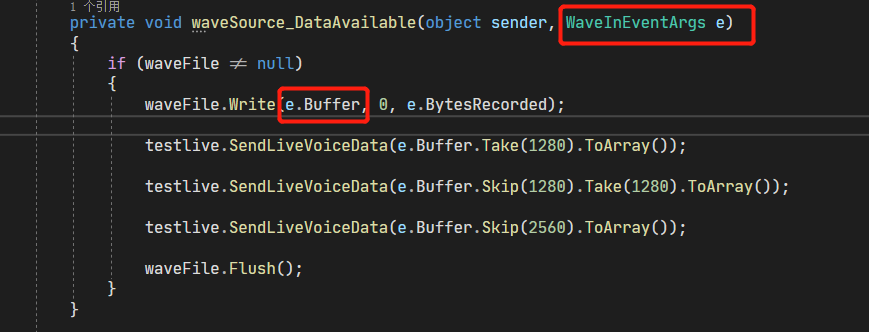 1 个引用
private void waveSource_DataAvailable(object sender, WaveInEventArgs e)
{
if (waveFile ≠ null)
{
waveFile.Write(e.Buffer, 0, e.BytesRecorded);
testlive.SendLiveVoiceData(e.Buffer.Take(1280).ToArray());
testlive.SendLiveVoiceData(e.Buffer.Skip(1280).Take(1280).ToArray());
testlive.SendLiveVoiceData(e.Buffer.Skip(2560).ToArray());
waveFile.Flush();
}
}